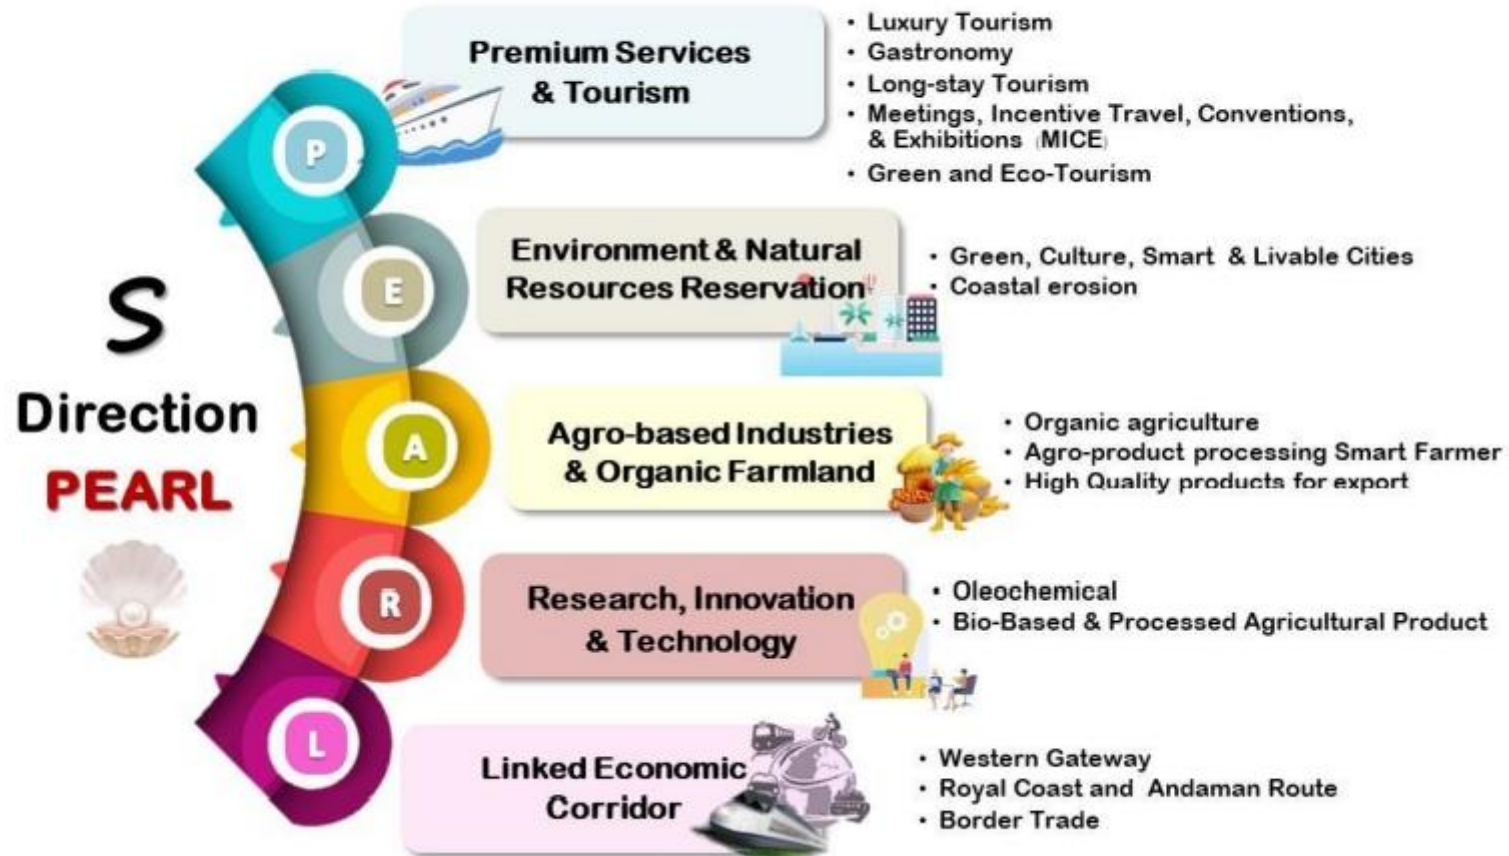 S
Direction
PEARL
P
Premium Services
& Tourism
• Luxury Tourism
• Gastronomy
• Long-stay Tourism
• Meetings, Incentive Travel, Conventions,
& Exhibitions (MICE)
• Green and Eco-Tourism
E
Environment & Natural
Resources Reservation
• Green, Culture, Smart & Livable Cities
• Coastal erosion
A
Agro-based Industries
& Organic Farmland
• Organic agriculture
• Agro-product processing Smart Farmer
• High Quality products for export
R
Research, Innovation
& Technology
• Oleochemical
• Bio-Based & Processed Agricultural Product
L
Linked Economic
Corridor
• Western Gateway
• Royal Coast and Andaman Route
• Border Trade